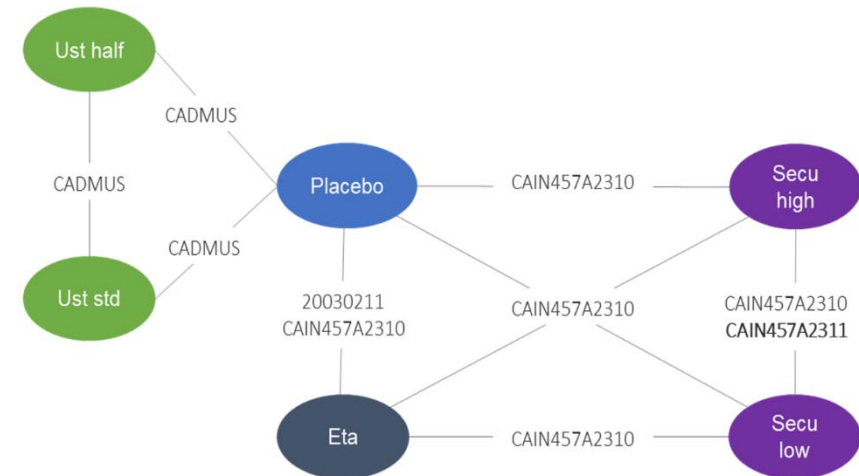 Ust half
CADMUS
CADMUS
Placebo
CAIN457A2310
Secu
high
CADMUS
Ust std
20030211
CAIN457A2310
CAIN457A2310
CAIN457A2310
CAIN457A2311
Eta
CAIN457A2310
Secu
low